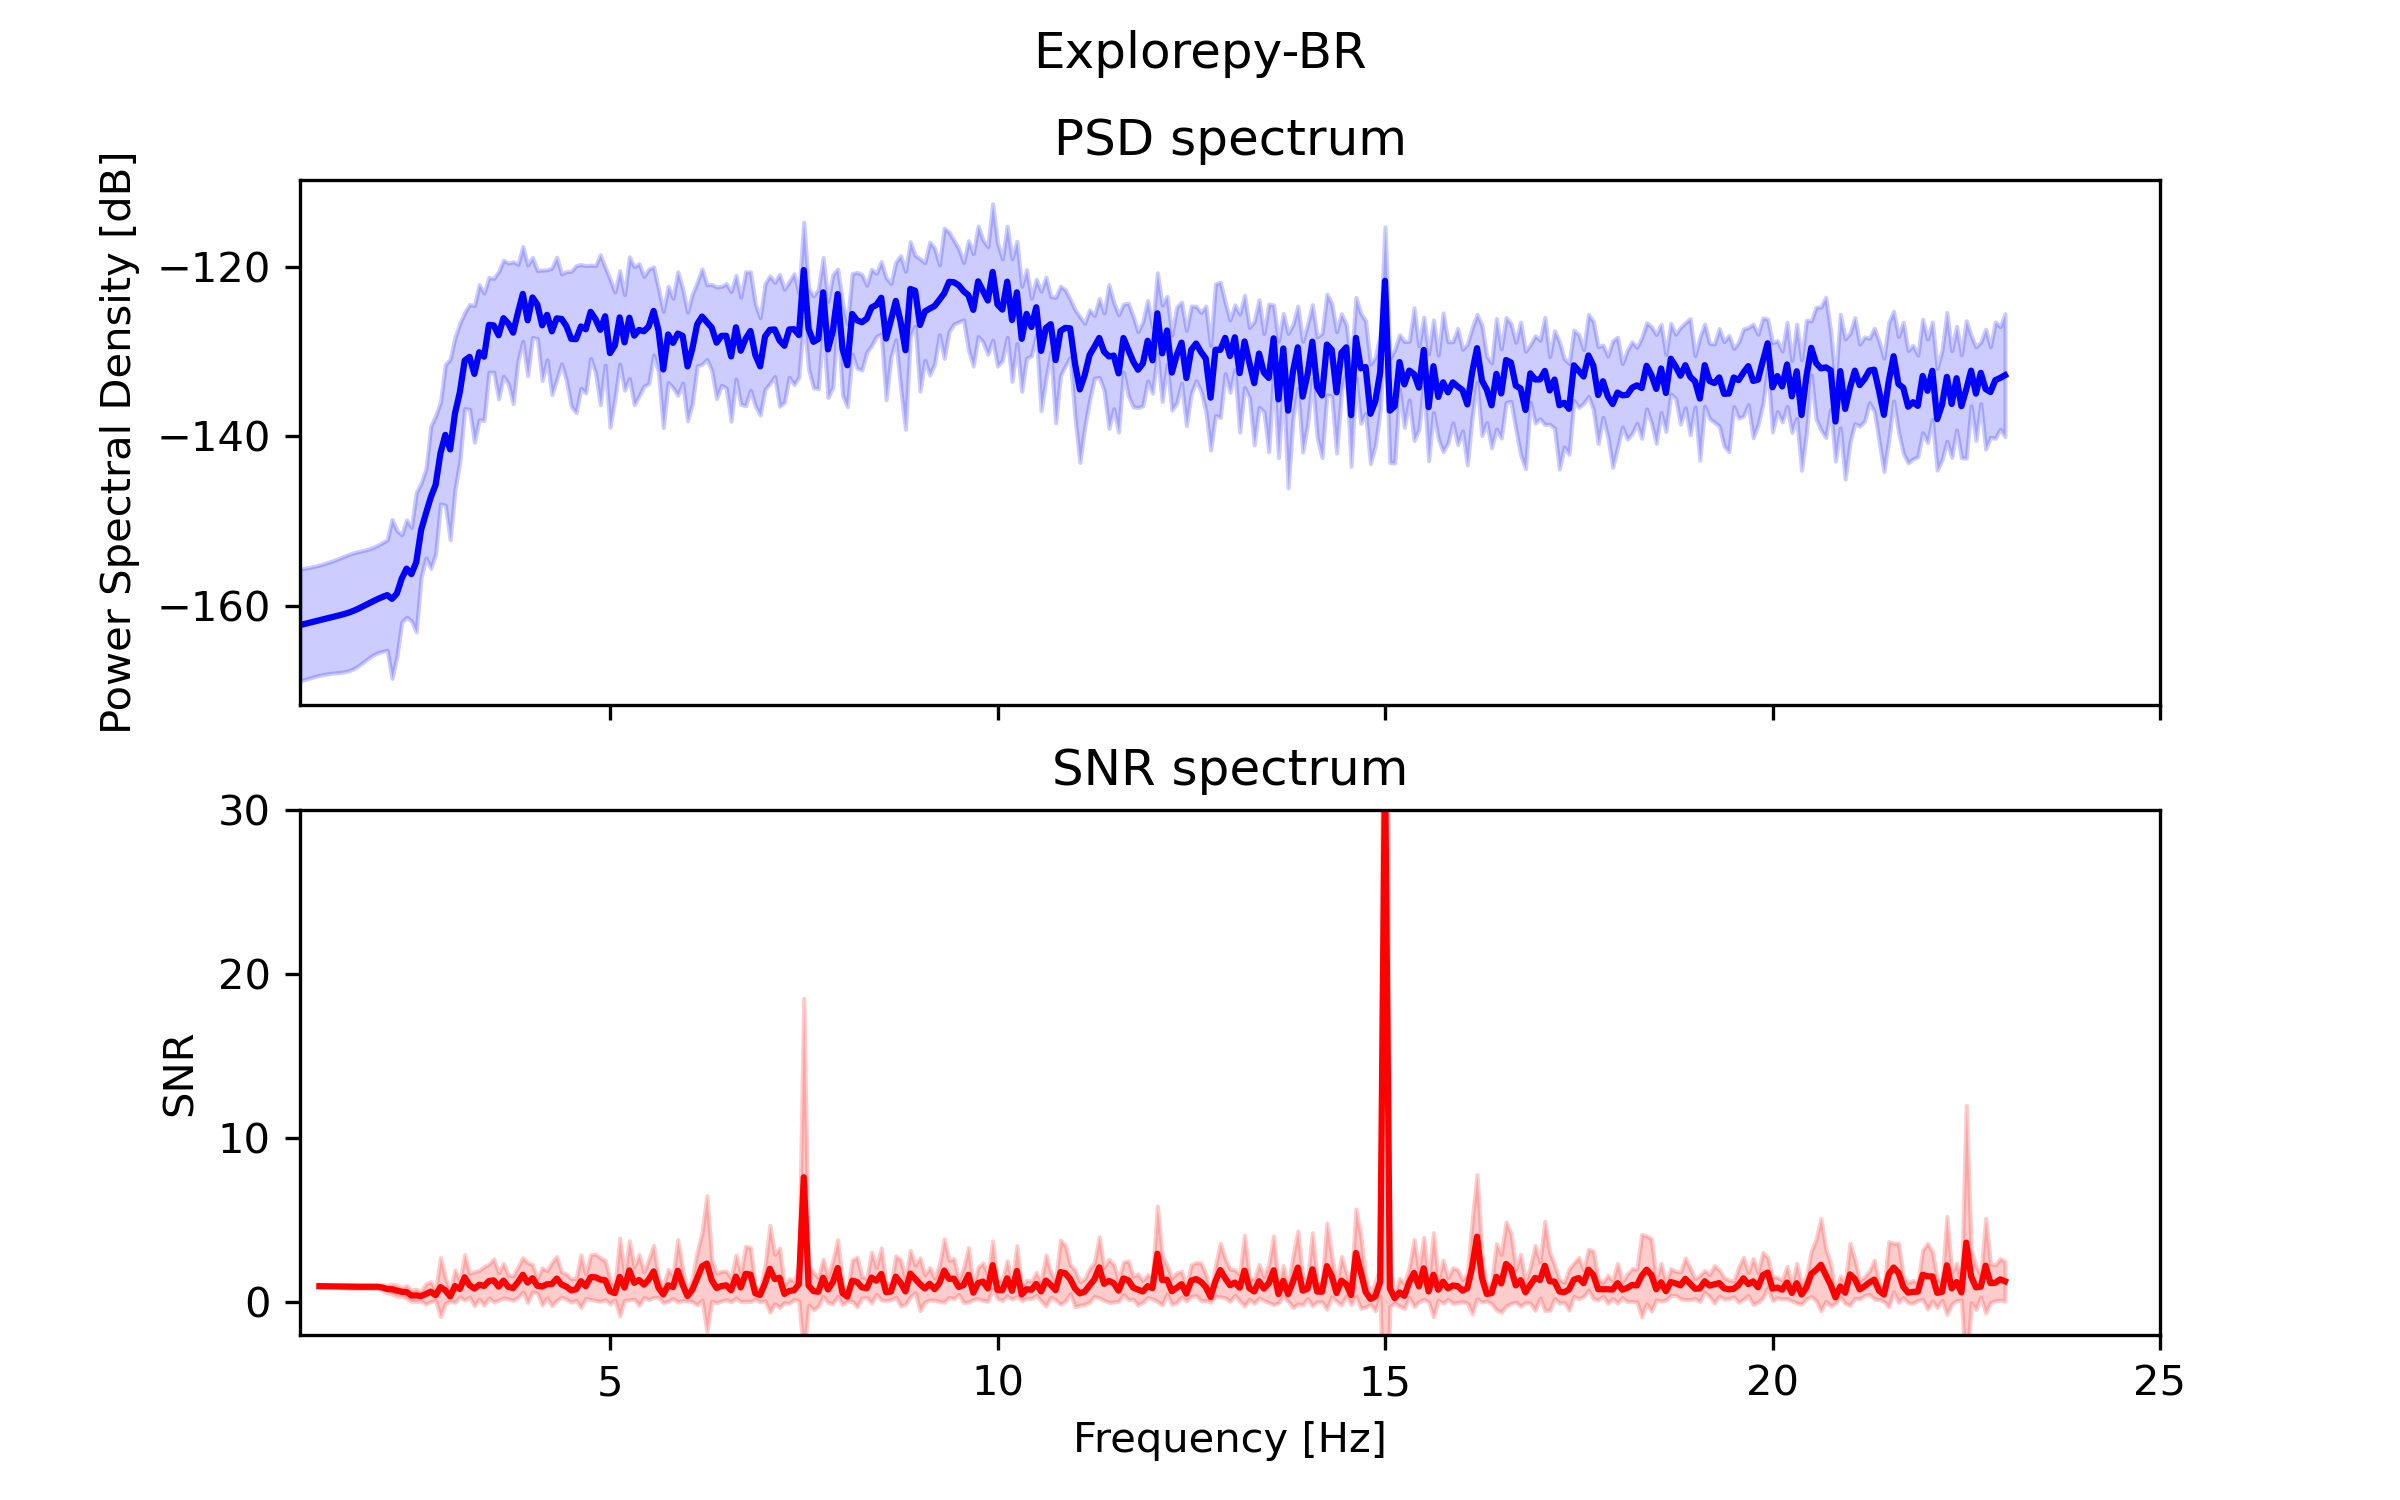 Explorepy-BR
PSD spectrum
Power Spectral Density [dB]
−120
−140
−160
SNR spectrum
SNR
30
20
10
0
5 10 15 20 25
Frequency [Hz]